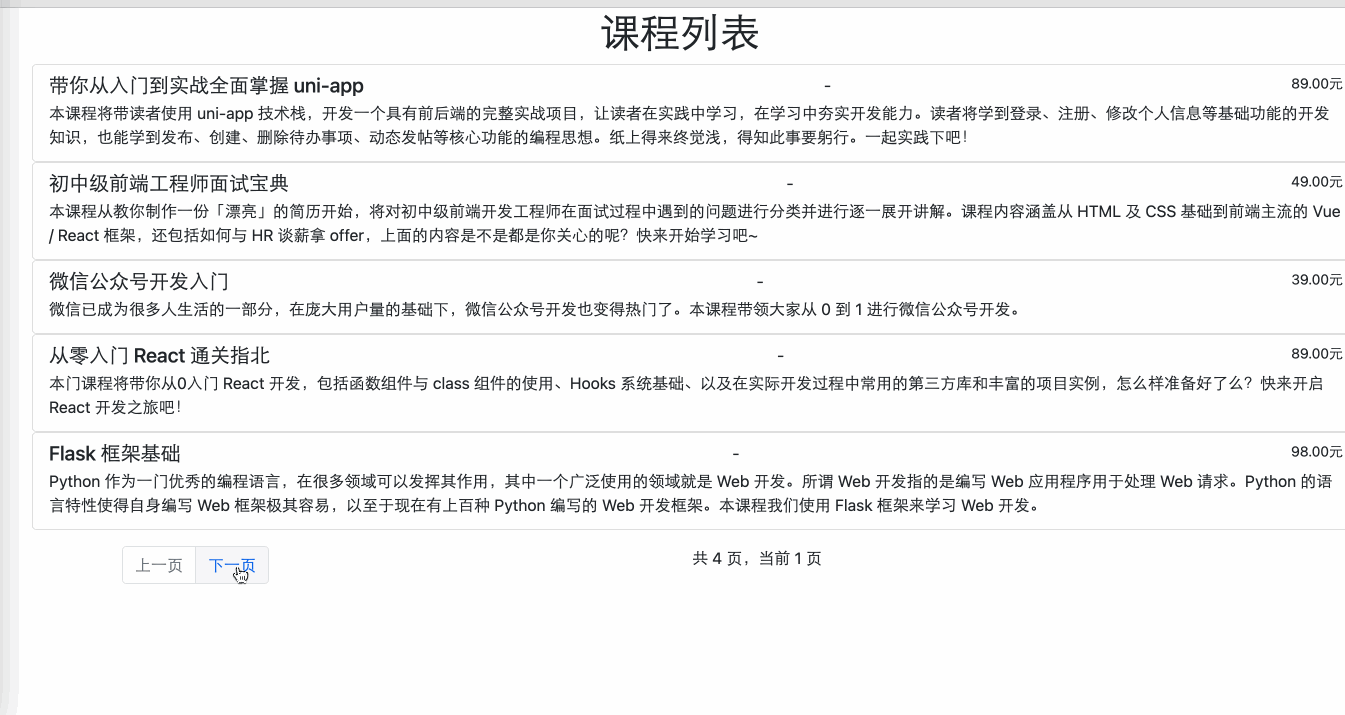 课程列表
带你从入门到实战全面掌握 uni-app - 89.00元
本课程将带读者使用 uni-app 技术栈，开发一个具有前后端的完整实战项目，让读者在实践中学习，在学习中夯实开发能力。读者将学到登录、注册、修改个人信息等基础功能的开发
知识，也能学到发布、创建、删除待办事项、动态发帖等核心功能的编程思想。纸上得来终觉浅，得知此事要躬行。一起实践下吧！
初中级前端工程师面试宝典 - 49.00元
本课程从教你制作一份「漂亮」的简历开始，将对初中级前端开发工程师在面试过程中遇到的问题进行分类并进行逐一展开讲解。课程内容涵盖从 HTML 及 CSS 基础到前端主流的 Vue
/ React 框架，还包括如何与 HR 谈薪拿 offer，上面的内容是不是都是你关心的呢？快来开始学习吧~
微信公众号开发入门 - 39.00元
微信已成为很多人生活的一部分，在庞大用户量的基础下，微信公众号开发也变得热门了。本课程带领大家从 0 到 1 进行微信公众号开发。
从零入门 React 通关指北 - 89.00元
本门课程将带你从0入门 React 开发，包括函数组件与 class 组件的使用、Hooks 系统基础、以及在实际开发过程中常用的第三方库和丰富的项目实例，怎么样准备好了么？快来开启
React 开发之旅吧！
Flask 框架基础 - 98.00元
Python 作为一门优秀的编程语言，在很多领域可以发挥其作用，其中一个广泛使用的领域就是 Web 开发。所谓 Web 开发指的是编写 Web 应用程序用于处理 Web 请求。Python 的语
言特性使得自身编写 Web 框架极其容易，以至于现在有上百种 Python 编写的 Web 开发框架。本课程我们使用 Flask 框架来学习 Web 开发。
上一页 下一页 共 4 页，当前 1 页